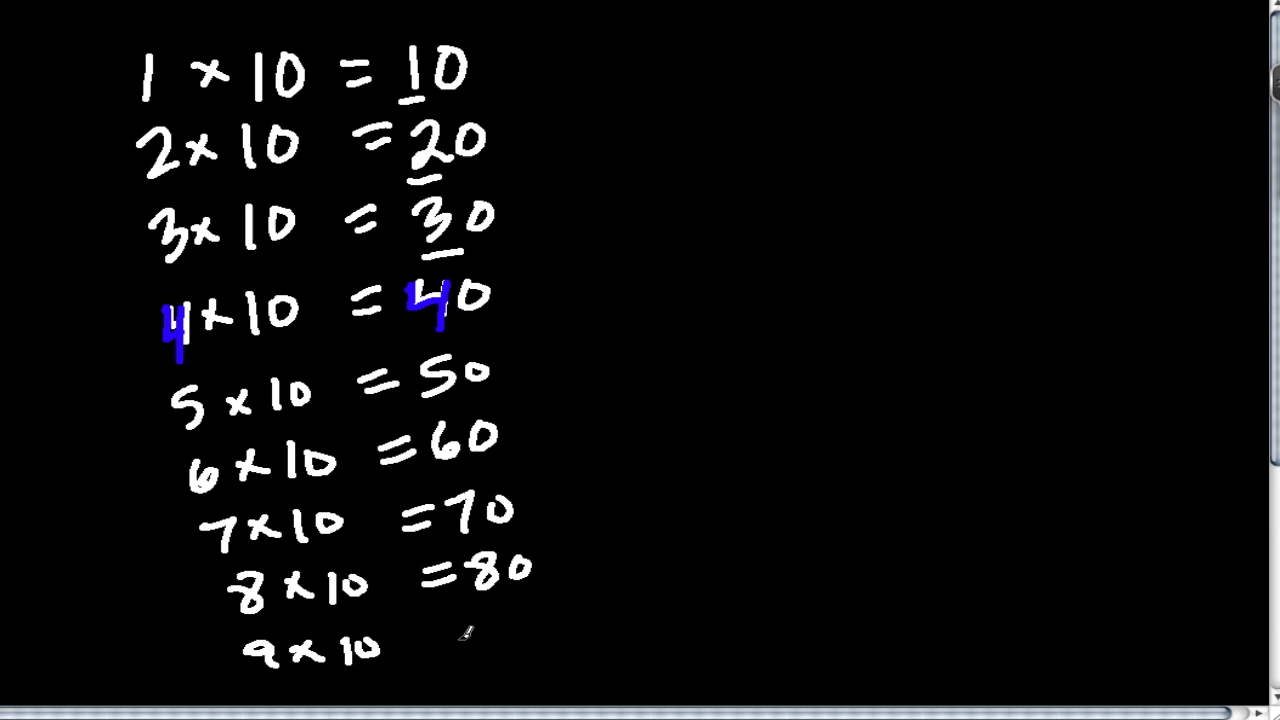 1 × 10 = 10
2 × 10 = 20
3 × 10 = 30
4 × 10 = 40
5 × 10 = 50
6 × 10 = 60
7 × 10 = 70
8 × 10 = 80
9 × 10